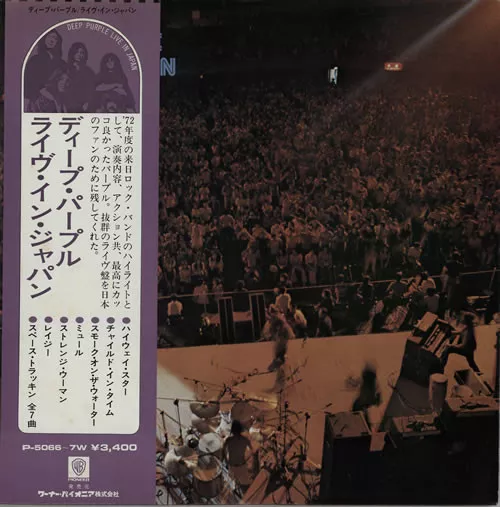 ディープ・パープル/ライヴ・イン・ジャパン
DEEP PURPLE LIVE IN JAPAN
'72年度の来日ロック・バンドのハイライトと
して、演奏内容、アクション共、最高にカッ
コ良かったパープル。抜群のライヴ盤を日本
のファンのために残してくれた。
ディープ・パープル
ライヴ・イン・ジャパン
●ハイウェイ・スター
●チャイルド・イン・タイム
●スモーク・オン・ザ・ウォーター
●ミュール
●ストレンジ・ウーマン
●レイジー
●スペース・トラッキン 全7曲
P-5066~7W ¥3,400
WB
PIONEER
発売元
ワーナー・パイオニア株式会社